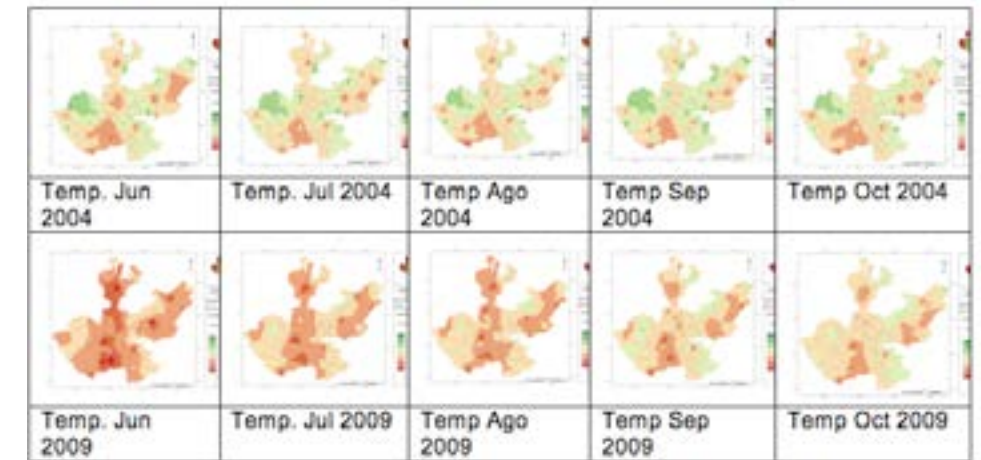 Temp. Jun
2004
Temp. Jul 2004
Temp Ago
2004
Temp Sep
2004
Temp Oct 2004
Temp. Jun
2009
Temp. Jul 2009
Temp Ago
2009
Temp Sep
2009
Temp Oct 2009